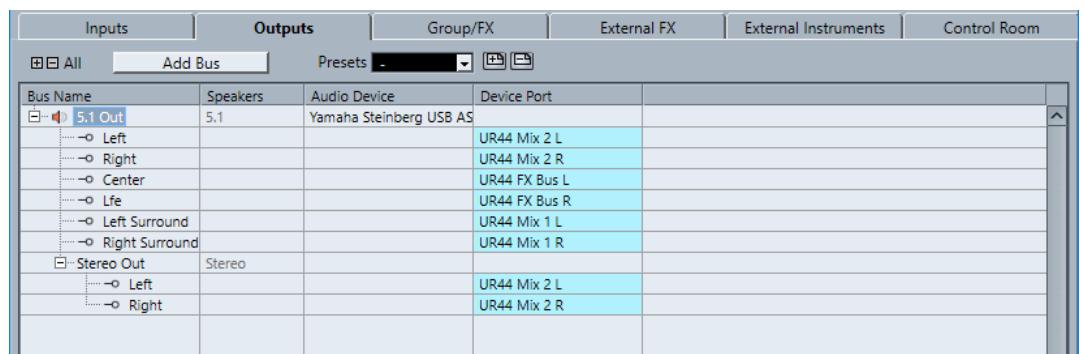 Inputs Outputs Group/FX External FX External Instruments Control Room
All Add Bus Presets -
Bus Name Speakers Audio Device Device Port
5.1 Out 5.1 Yamaha Steinberg USB AS
Left UR44 Mix 2 L
Right UR44 Mix 2 R
Center UR44 FX Bus L
Lfe UR44 FX Bus R
Left Surround UR44 Mix 1 L
Right Surround UR44 Mix 1 R
Stereo Out Stereo
Left UR44 Mix 2 L
Right UR44 Mix 2 R